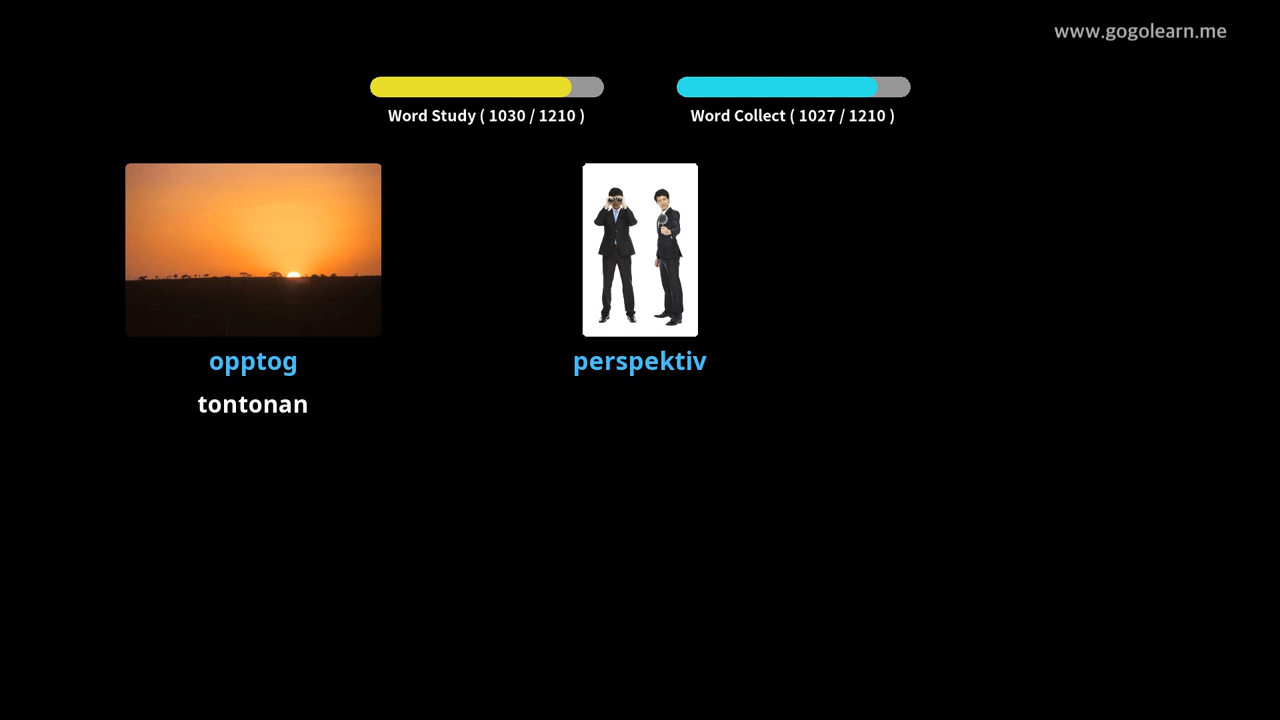 www.gogolearn.me
Word Study ( 1030 / 1210 )
Word Collect ( 1027 / 1210 )
opptog
perspektiv
tontonan